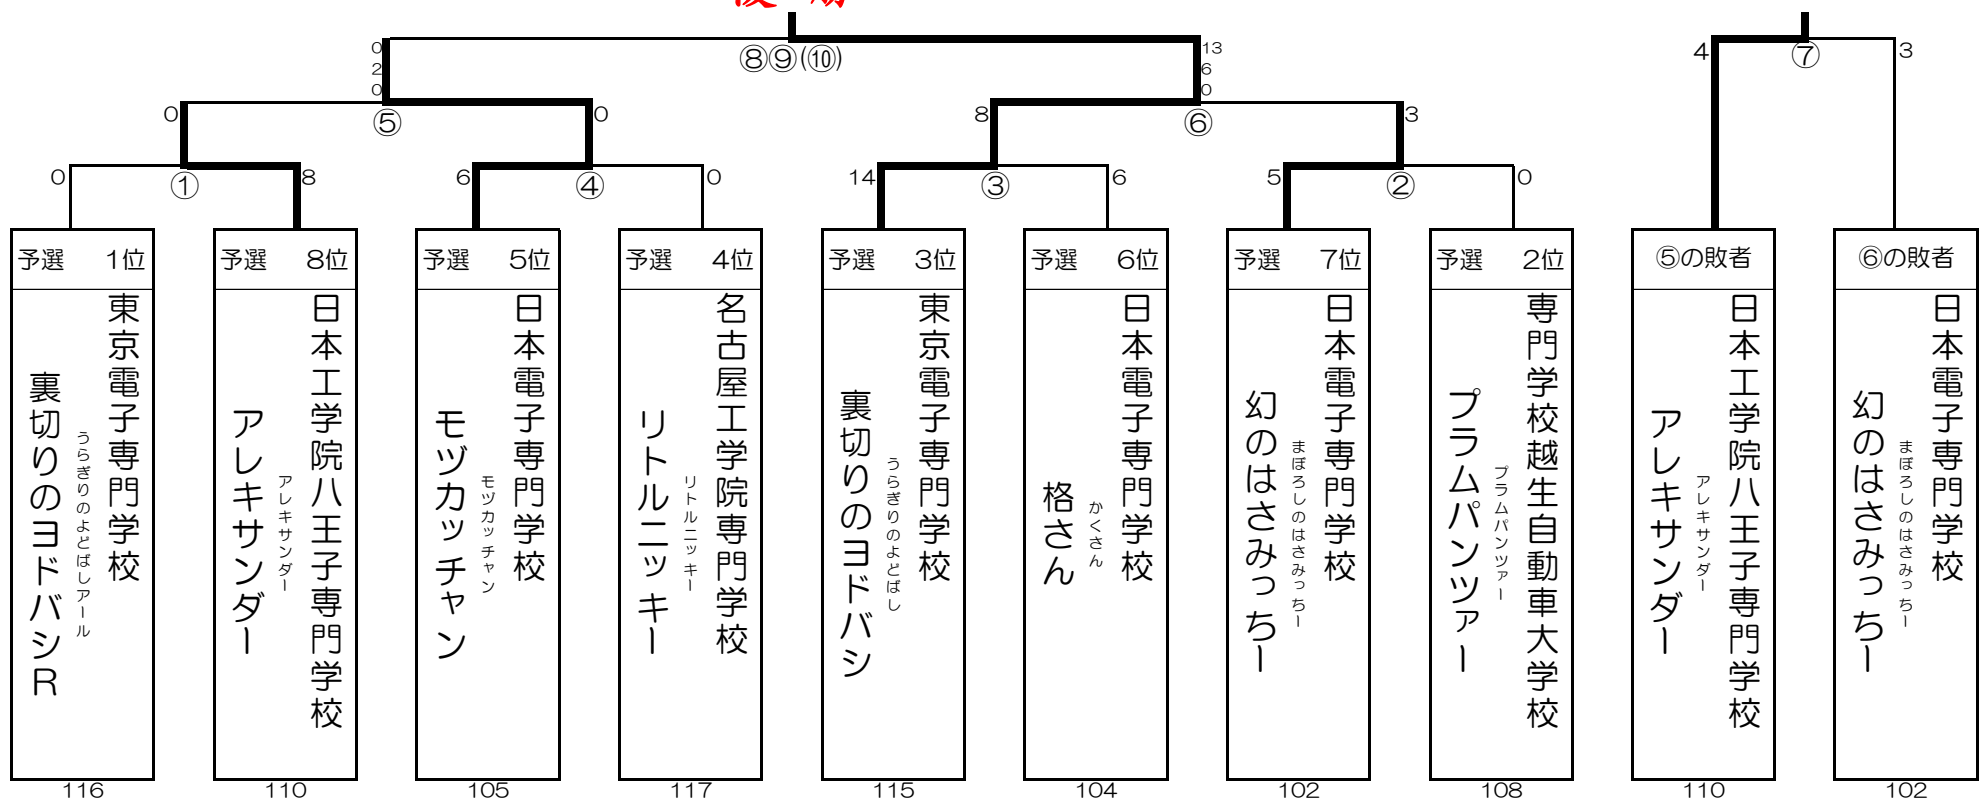 優 勝
⑧⑨(⑩)
0
2
0
13
6
0
4
⑦
3
0
⑤
0
8
⑥
3
0
①
8
6
④
0
14
③
6
5
②
0
予選 1位
東京電子専門学校
うらぎりのよどばしアール
裏切りのヨドバシR
116
予選 8位
日本工学院八王子専門学校
アレキサンダー
アレキサンダー
110
予選 5位
日本電子専門学校
モヅカッチャン
モヅカッチャン
105
予選 4位
名古屋工学院専門学校
リトルニッキー
リトルニッキー
117
予選 3位
東京電子専門学校
うらぎりのよどばし
裏切りのヨドバシ
115
予選 6位
日本電子専門学校
かくさん
格さん
104
予選 7位
日本電子専門学校
まぼろしのはさみっちー
幻のはさみっちー
102
予選 2位
専門学校越生自動車大学校
プラムパンツァー
プラムパンツァー
108
⑤の敗者
日本工学院八王子専門学校
アレキサンダー
アレキサンダー
110
⑥の敗者
日本電子専門学校
まぼろしのはさみっちー
幻のはさみっちー
102